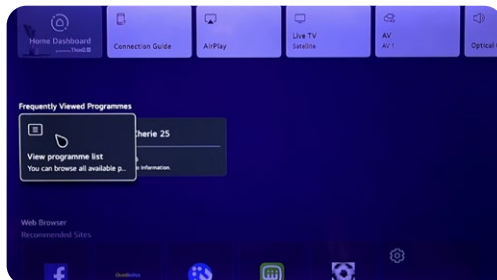 Home Dashboard
Connection Guide
AirPlay
Live TV
Satellite
AV
AV 1
Optical
Frequently Viewed Programmes
herie 25
View programme list
You can browse all available p...
e information.
Web Browser
Recommended Sites